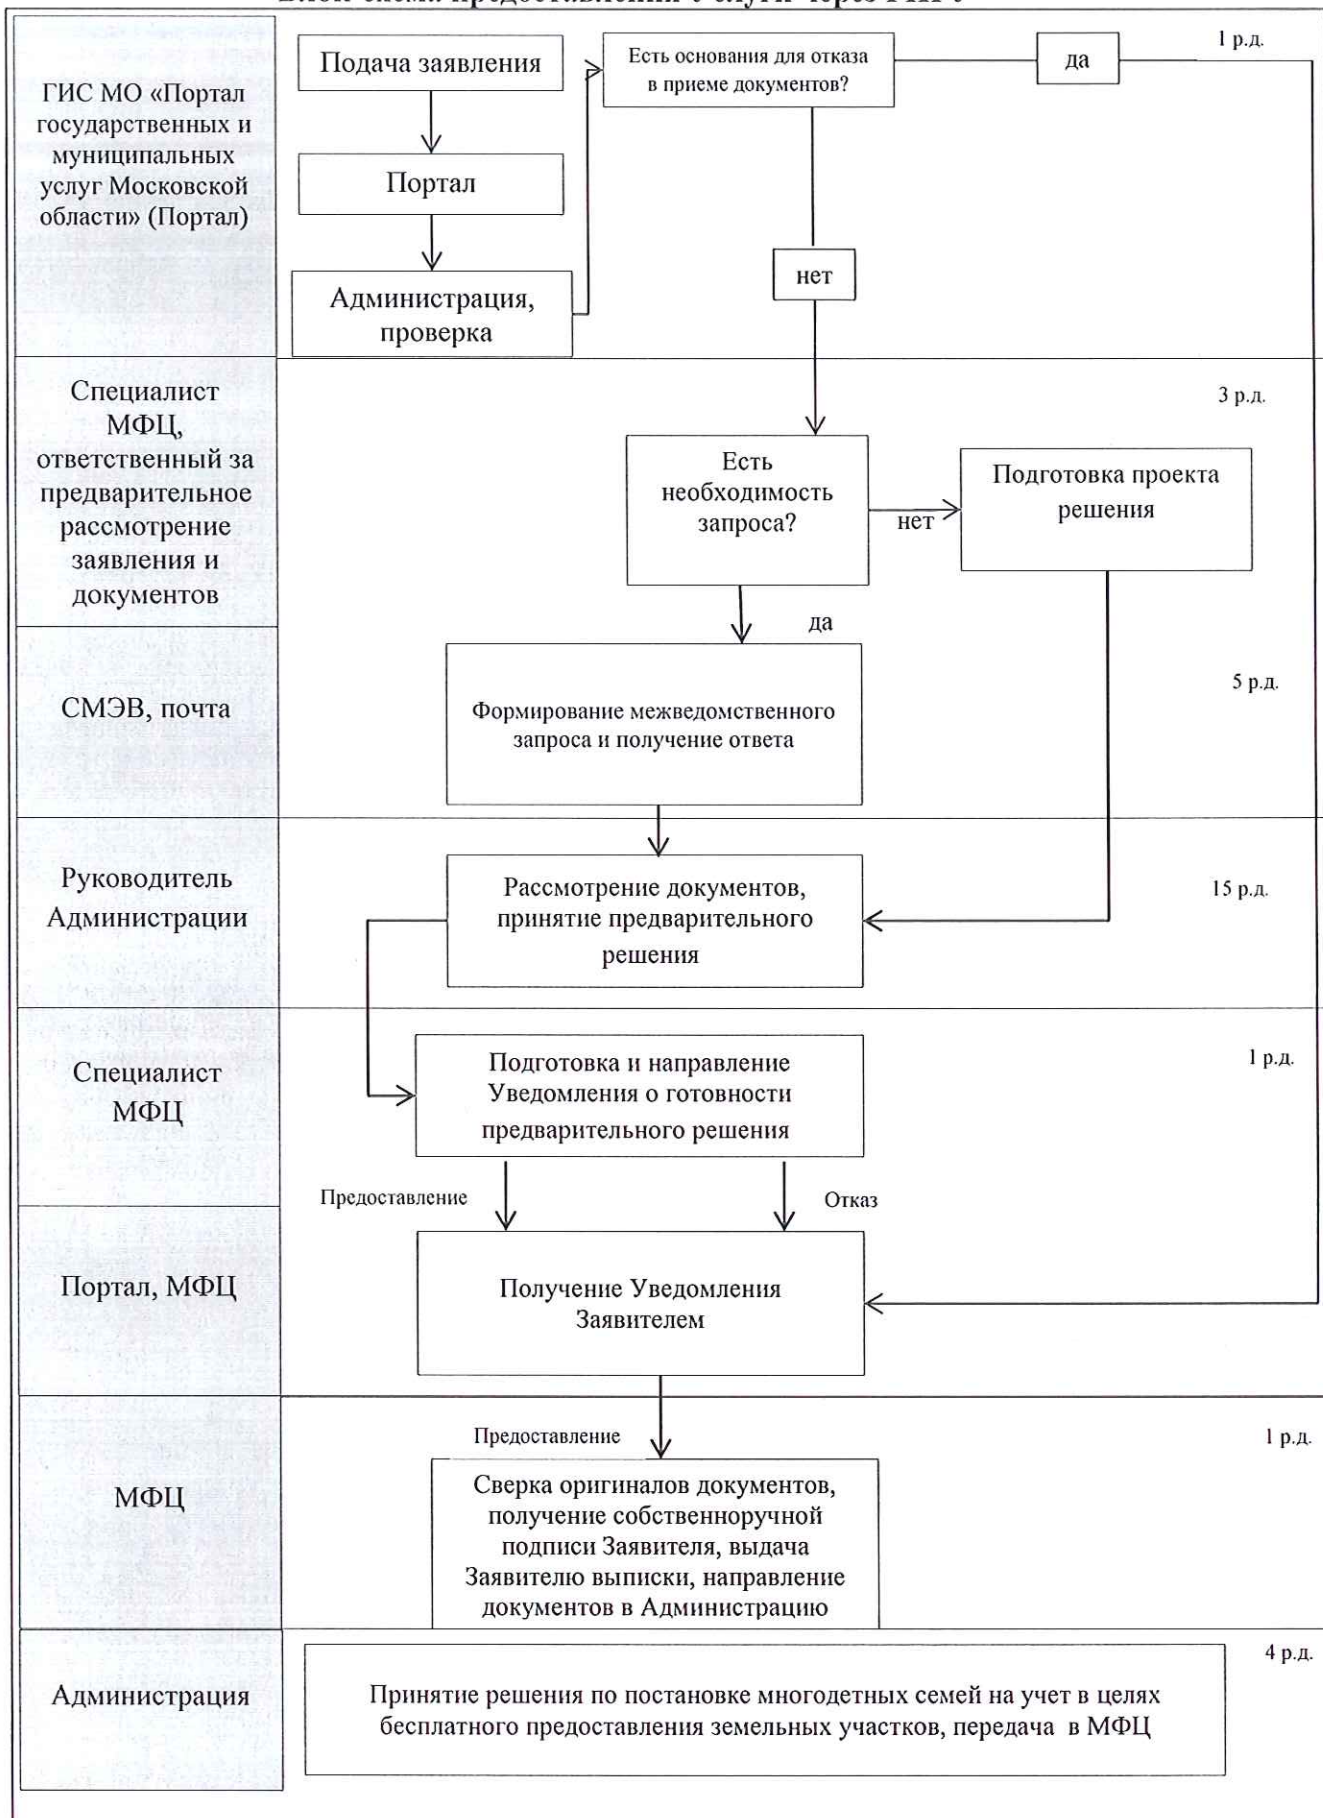 ГИС МО «Портал
государственных и
муниципальных
услуг Московской
области» (Портал)
Подача заявления
Портал
Администрация,
проверка
Есть основания для отказа
в приеме документов?
да
1 р.д.
нет
Специалист
МФЦ,
ответственный за
предварительное
рассмотрение
заявления и
документов
3 р.д.
Есть
необходимость
запроса?
нет
Подготовка проекта
решения
да
СМЭВ, почта
5 р.д.
Формирование межведомственного
запроса и получение ответа
Руководитель
Администрации
Рассмотрение документов,
принятие предварительного
решения
15 р.д.
Специалист
МФЦ
Подготовка и направление
Уведомления о готовности
предварительного решения
1 р.д.
Предоставление
Отказ
Портал, МФЦ
Получение Уведомления
Заявителем
МФЦ
Предоставление
1 р.д.
Сверка оригиналов документов,
получение собственноручной
подписи Заявителя, выдача
Заявителю выписки, направление
документов в Администрацию
Администрация
4 р.д.
Принятие решения по постановке многодетных семей на учет в целях
бесплатного предоставления земельных участков, передача в МФЦ